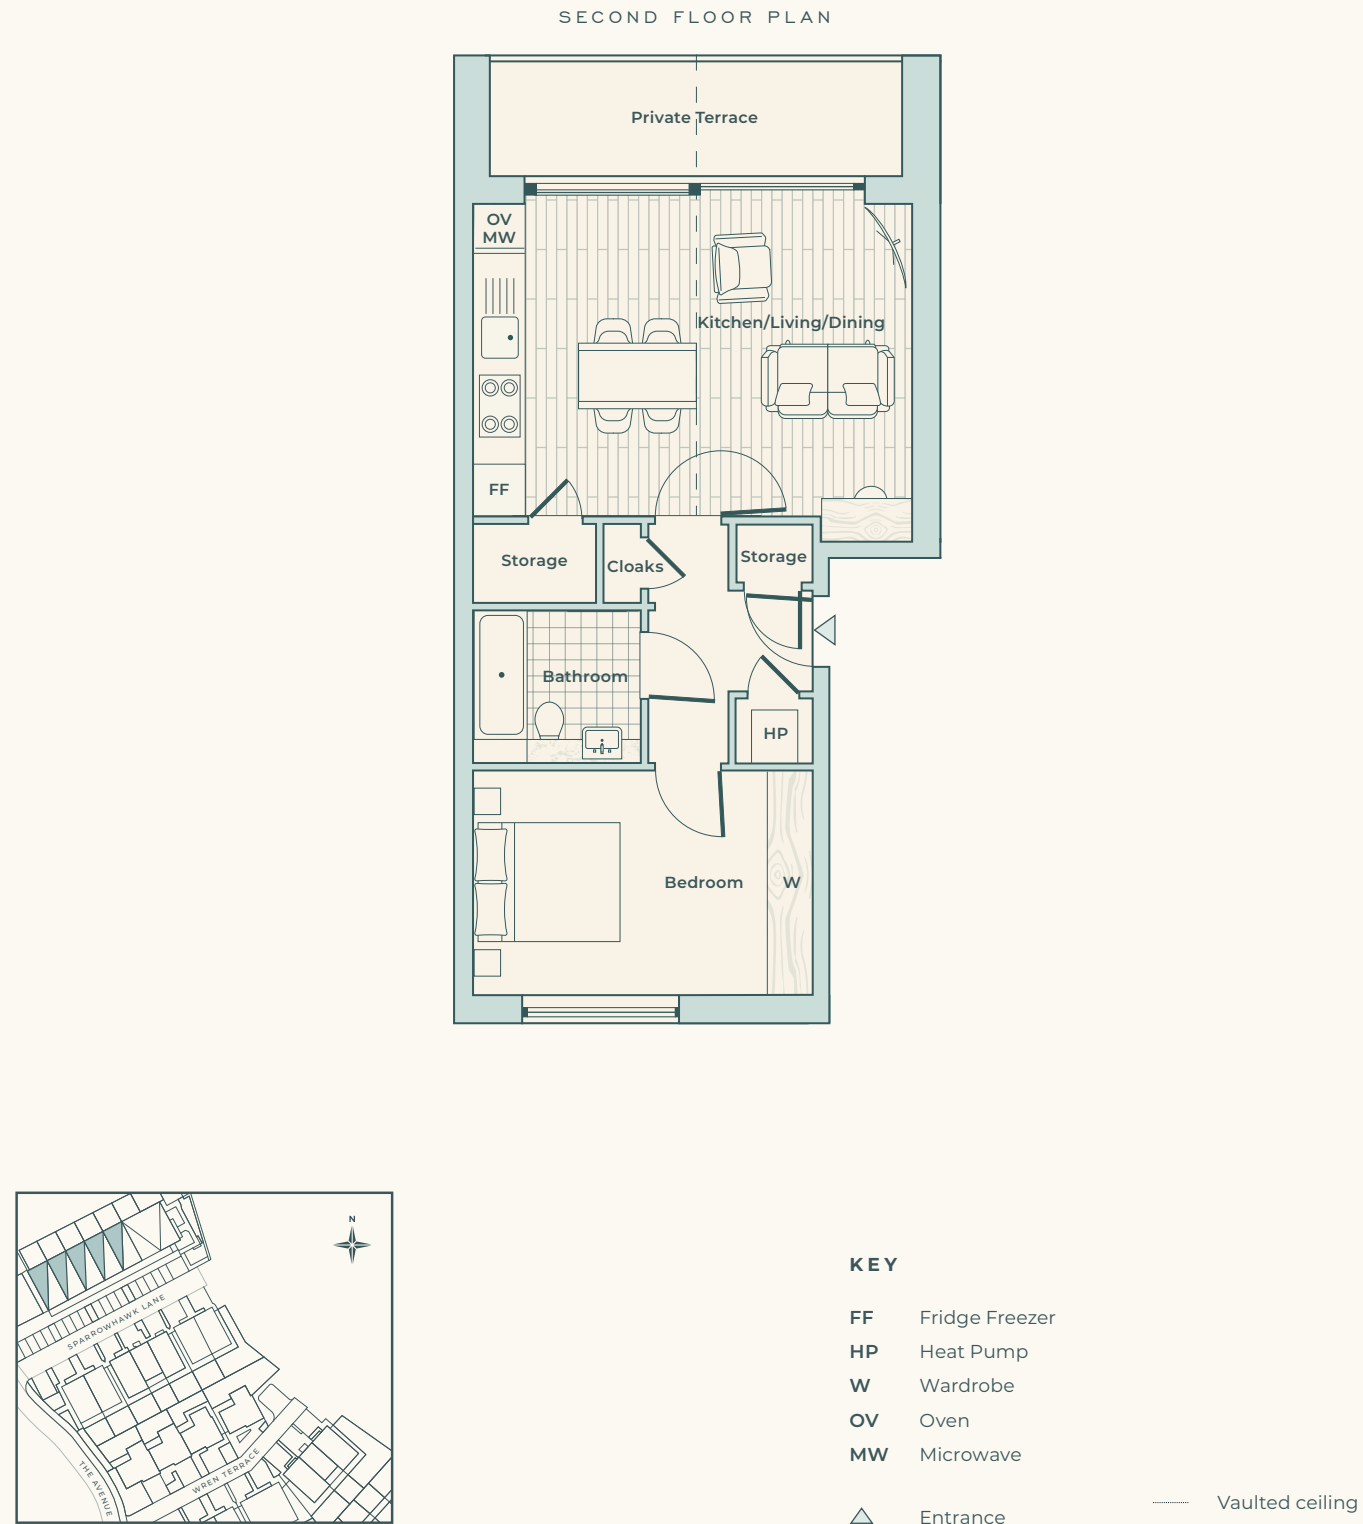 SECOND FLOOR PLAN
Private Terrace
OV
MW
Kitchen/Living/Dining
FF
Storage
Cloaks
Storage
Bathroom
HP
Bedroom
W
N
SPARROWHAWK LANE
THE AVENUE
WREN TERRACE
KEY
FF Fridge Freezer
HP Heat Pump
W Wardrobe
OV Oven
MW Microwave
Entrance
Vaulted ceiling